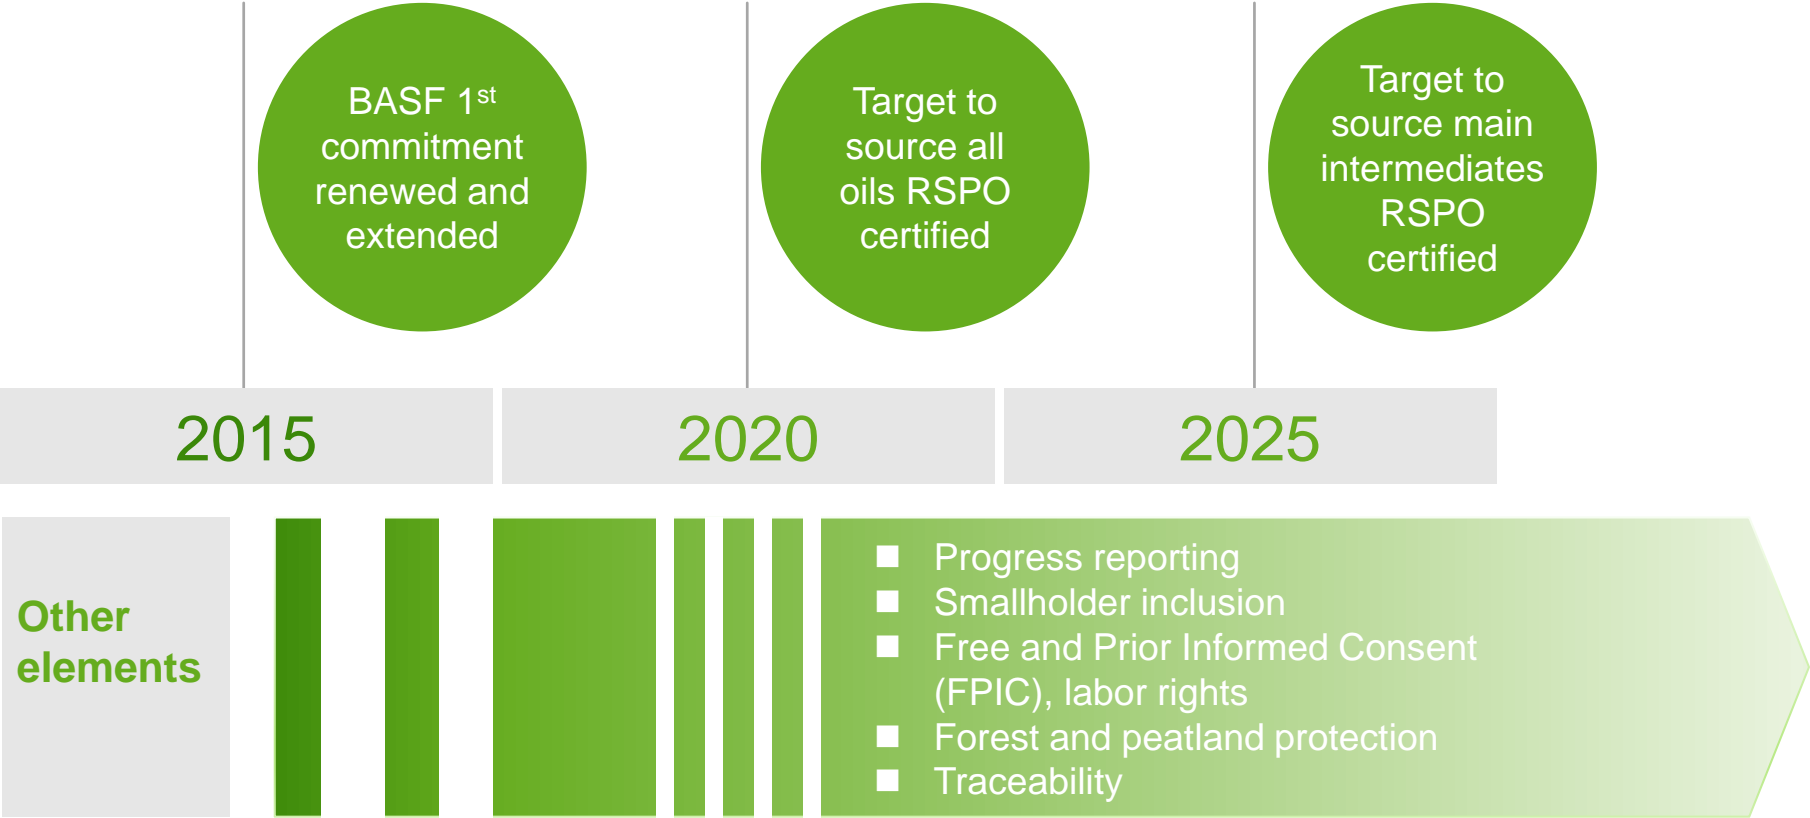 BASF 1st
commitment
renewed and
extended
Target to
source all
oils RSPO
certified
Target to
source main
intermediates
RSPO
certified
2015
2020
2025
Other
elements
Progress reporting
Smallholder inclusion
Free and Prior Informed Consent
(FPIC), labor rights
Forest and peatland protection
Traceability